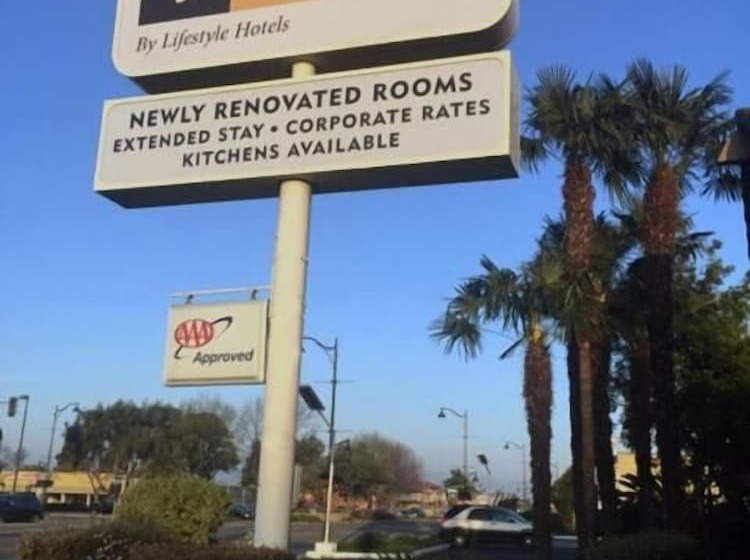 By Lifestyle Hotels
NEWLY RENOVATED ROOMS
EXTENDED STAY • CORPORATE RATES
KITCHENS AVAILABLE
AAA
Approved